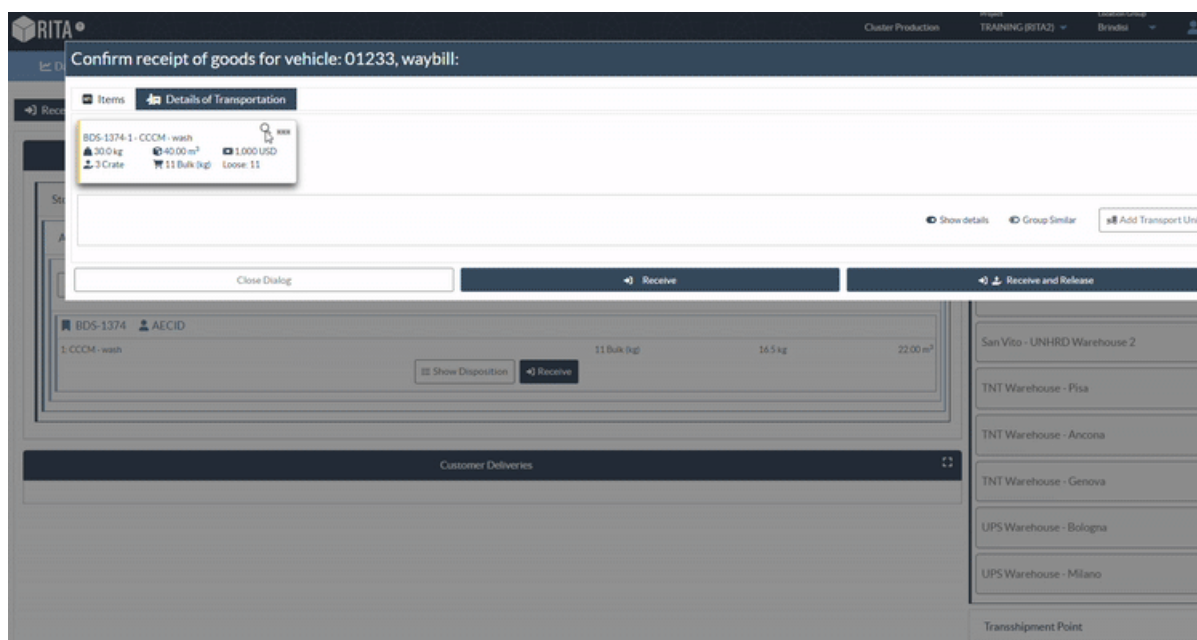 RITA
Cluster Production
Project
TRAINING (RITA2)
Location Group
Brindisi
Confirm receipt of goods for vehicle: 01233, waybill:
Items
Details of Transportation
BDS-1374-1 - CCCM - wash
30.0 kg 40.00 m³ 1,000 USD
3 Crate 11 Bulk (kg) Loose: 11
Show details Group Similar Add Transport Uni
Close Dialog
Receive
Receive and Release
BDS-1374 AECID
1: CCCM - wash 11 Bulk (kg) 16.5 kg 22.00 m³
Show Disposition Receive
Customer Deliveries
San Vito - UNHRD Warehouse 2
TNT Warehouse - Pisa
TNT Warehouse - Ancona
TNT Warehouse - Genova
UPS Warehouse - Bologna
UPS Warehouse - Milano
Transshipment Point